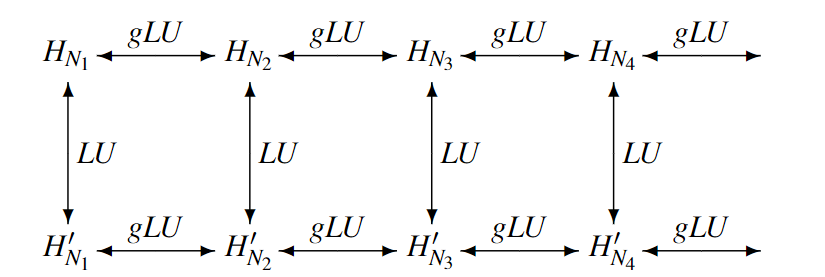 gLU gLU gLU gLU
H_{N_1} H_{N_2} H_{N_3} H_{N_4}
LU LU LU LU
gLU gLU gLU gLU
H'_{N_1} H'_{N_2} H'_{N_3} H'_{N_4}